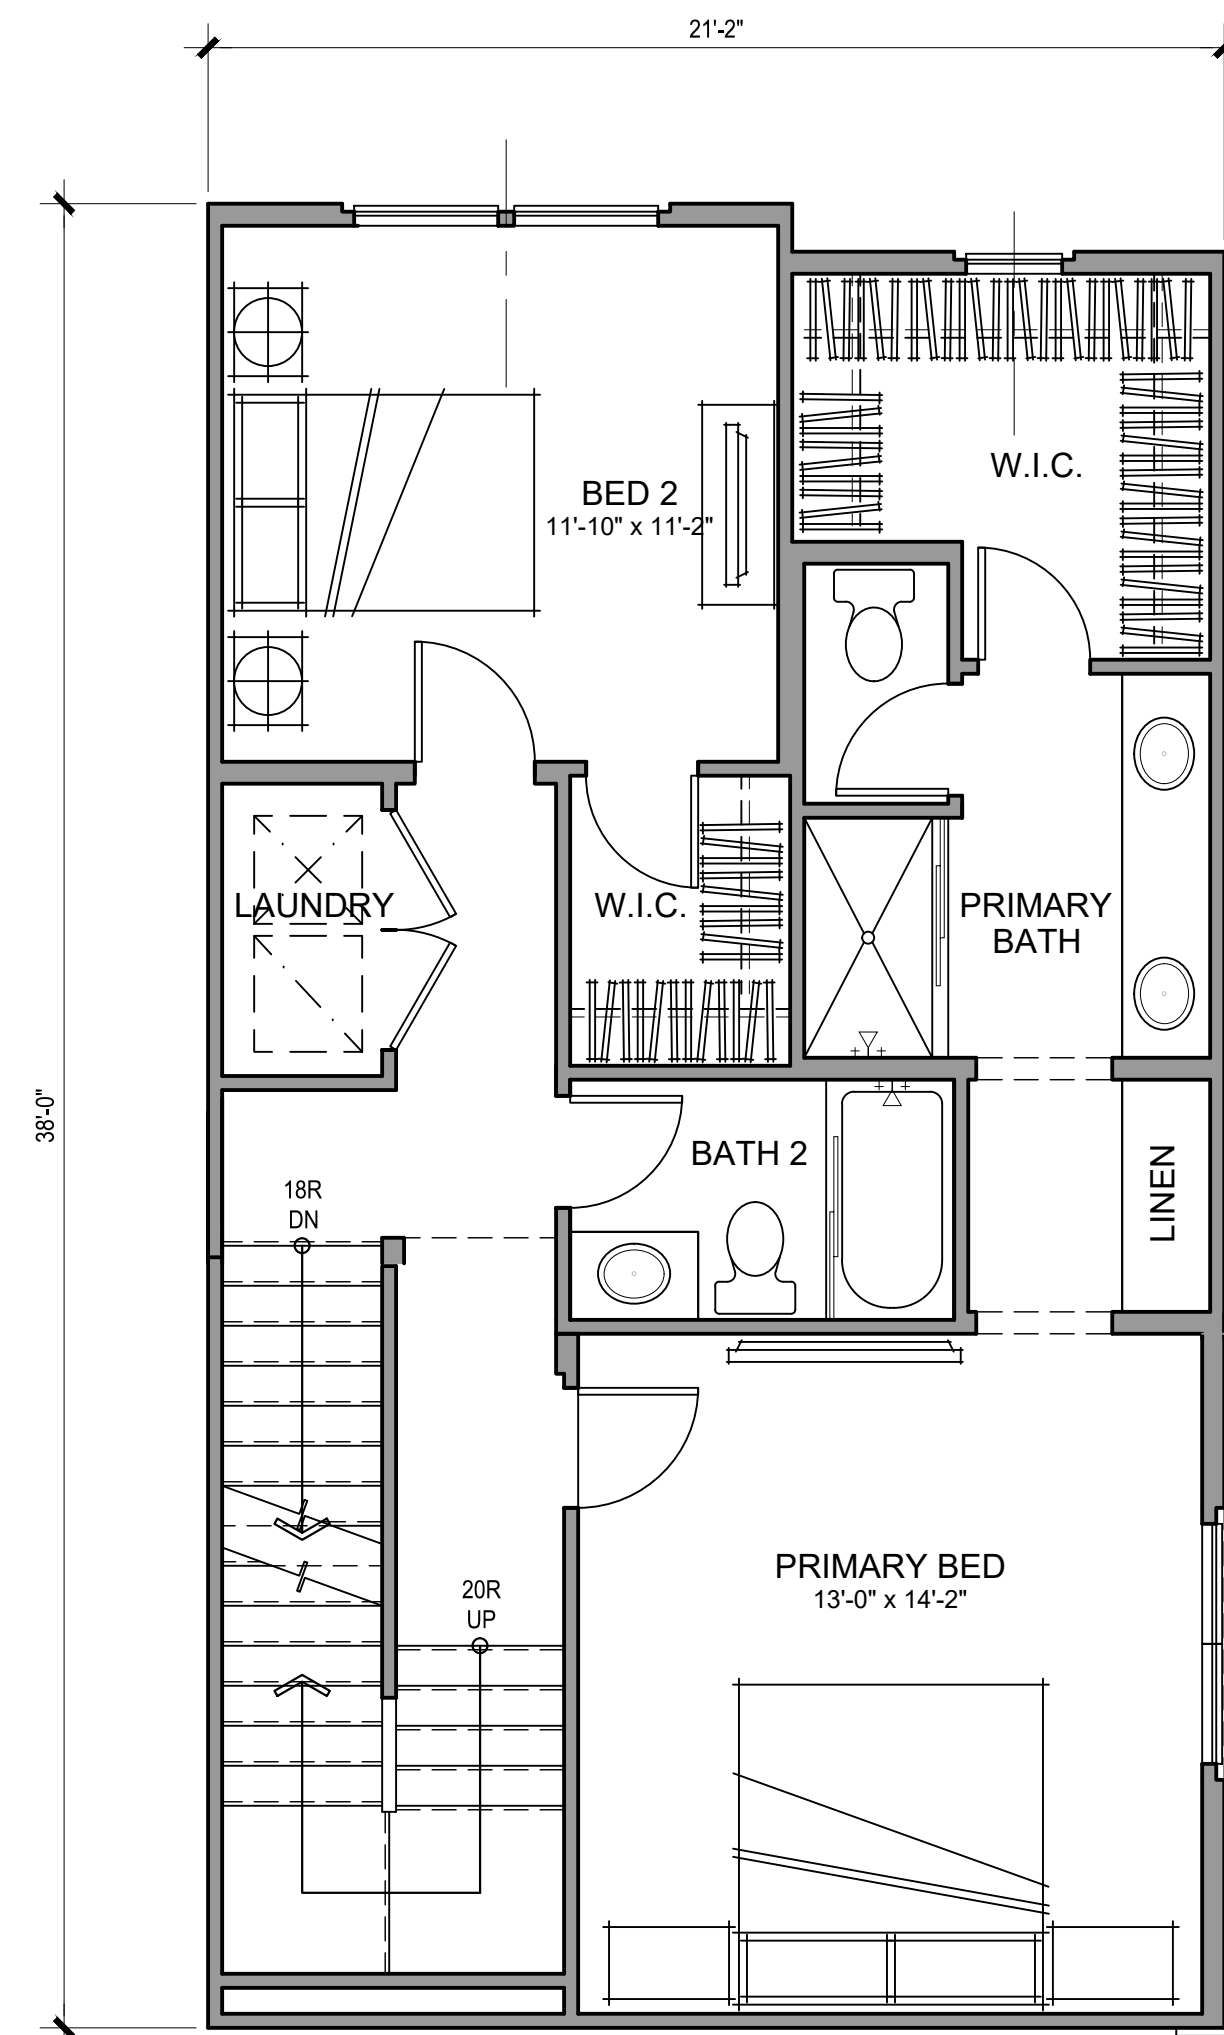 21'-2"
W.I.C.
BED 2
11'-10" x 11'-2"
LAUNDRY
W.I.C.
PRIMARY
BATH
38'-0"
BATH 2
LINEN
18R
DN
PRIMARY BED
13'-0" x 14'-2"
20R
UP